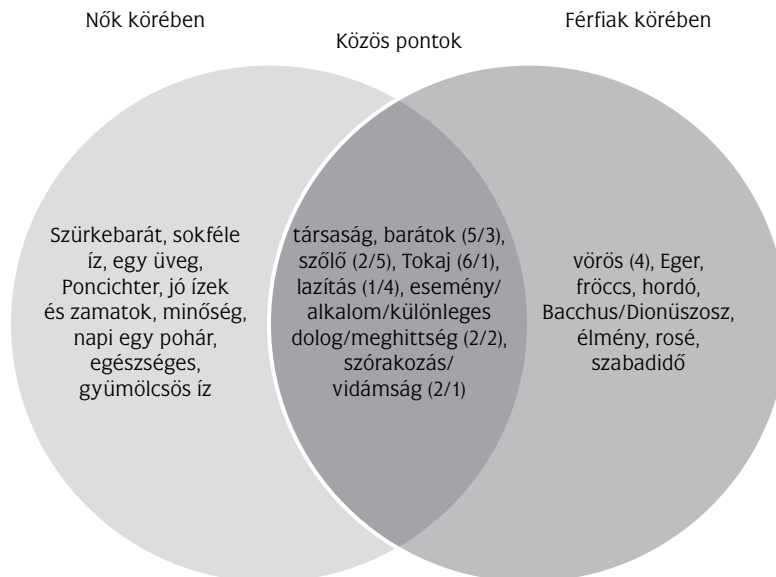 Nők körében
Közös pontok
Férfiak körében
Szürkebarát, sokféle
íz, egy üveg,
Poncichter, jó ízek
és zamatok, minőség,
napi egy pohár,
egészséges,
gyümölcsös íz
társaság, barátok (5/3),
szőlő (2/5), Tokaj (6/1),
lazítás (1/4), esemény/
alkalom/különleges
dolog/meghittség (2/2),
szórakozás/
vidámság (2/1)
vörös (4), Eger,
fröccs, hordó,
Bacchus/Dionüszosz,
élmény, rosé,
szabadidő